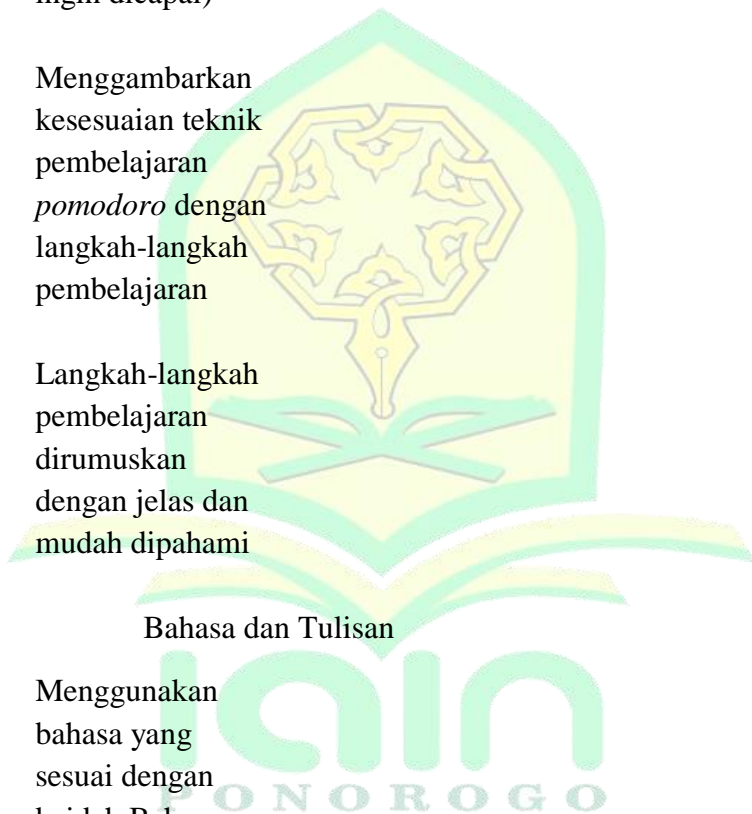 Menggambarkan
kesesuaian teknik
pembelajaran
pomodoro dengan
langkah-langkah
pembelajaran
Langkah-langkah
pembelajaran
dirumuskan
dengan jelas dan
mudah dipahami
Bahasa dan Tulisan
Menggunakan
bahasa yang
sesuai dengan
iain
PONOROGO